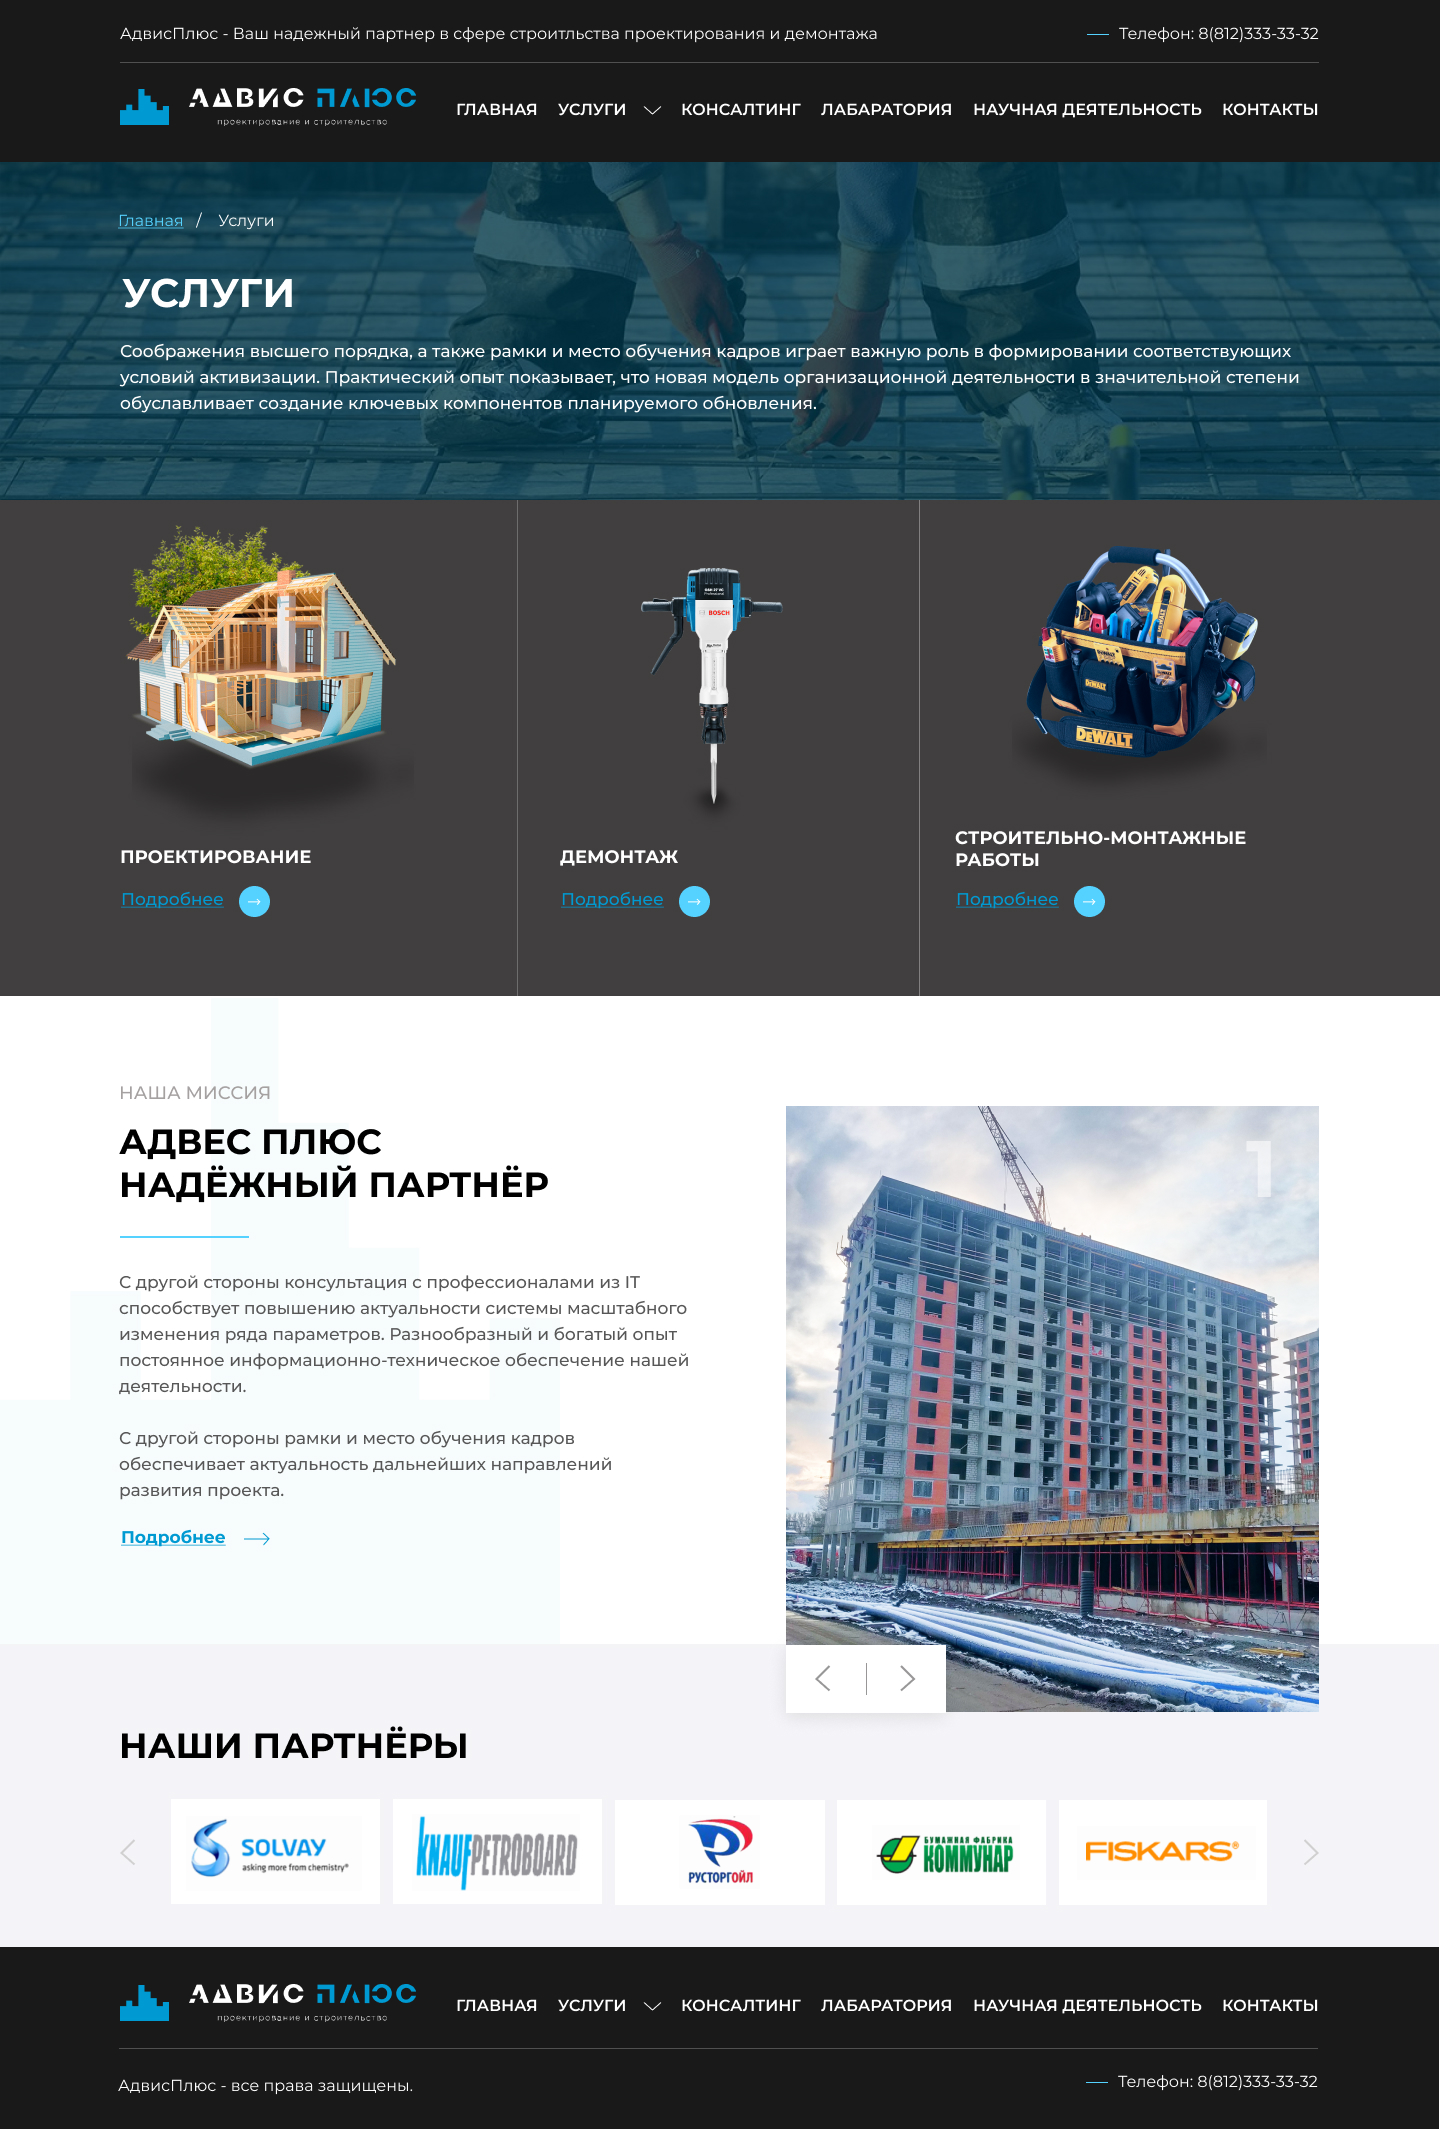 АдвисПлюс - Ваш надежный партнер в сфере строитльства проектирования и демонтажа
Телефон: 8(812)333-33-32
АДВИС ПЛЮС
проектирование и строительство
ГЛАВНАЯ УСЛУГИ КОНСАЛТИНГ ЛАБАРАТОРИЯ НАУЧНАЯ ДЕЯТЕЛЬНОСТЬ КОНТАКТЫ
Главная / Услуги
УСЛУГИ
Соображения высшего порядка, а также рамки и место обучения кадров играет важную роль в формировании соответствующих
условий активизации. Практический опыт показывает, что новая модель организационной деятельности в значительной степени
обуславливает создание ключевых компонентов планируемого обновления.
BOSCH
DEWALT
DEWALT
ПРОЕКТИРОВАНИЕ
Подробнее
ДЕМОНТАЖ
Подробнее
СТРОИТЕЛЬНО-МОНТАЖНЫЕ
РАБОТЫ
Подробнее
НАША МИССИЯ
АДВЕС ПЛЮС
НАДЁЖНЫЙ ПАРТНЁР
С другой стороны консультация с профессионалами из IT
способствует повышению актуальности системы масштабного
изменения ряда параметров. Разнообразный и богатый опыт
постоянное информационно-техническое обеспечение нашей
деятельности.
С другой стороны рамки и место обучения кадров
обеспечивает актуальность дальнейших направлений
развития проекта.
Подробнее
1
НАШИ ПАРТНЁРЫ
SOLVAY
asking more from chemistry®
KNAUF PETROBOARD
РУСТОРГОЙЛ
БУМАЖНАЯ ФАБРИКА
КОММУНАР
FISKARS®
АДВИС ПЛЮС
проектирование и строительство
ГЛАВНАЯ УСЛУГИ КОНСАЛТИНГ ЛАБАРАТОРИЯ НАУЧНАЯ ДЕЯТЕЛЬНОСТЬ КОНТАКТЫ
АдвисПлюс - все права защищены.
Телефон: 8(812)333-33-32